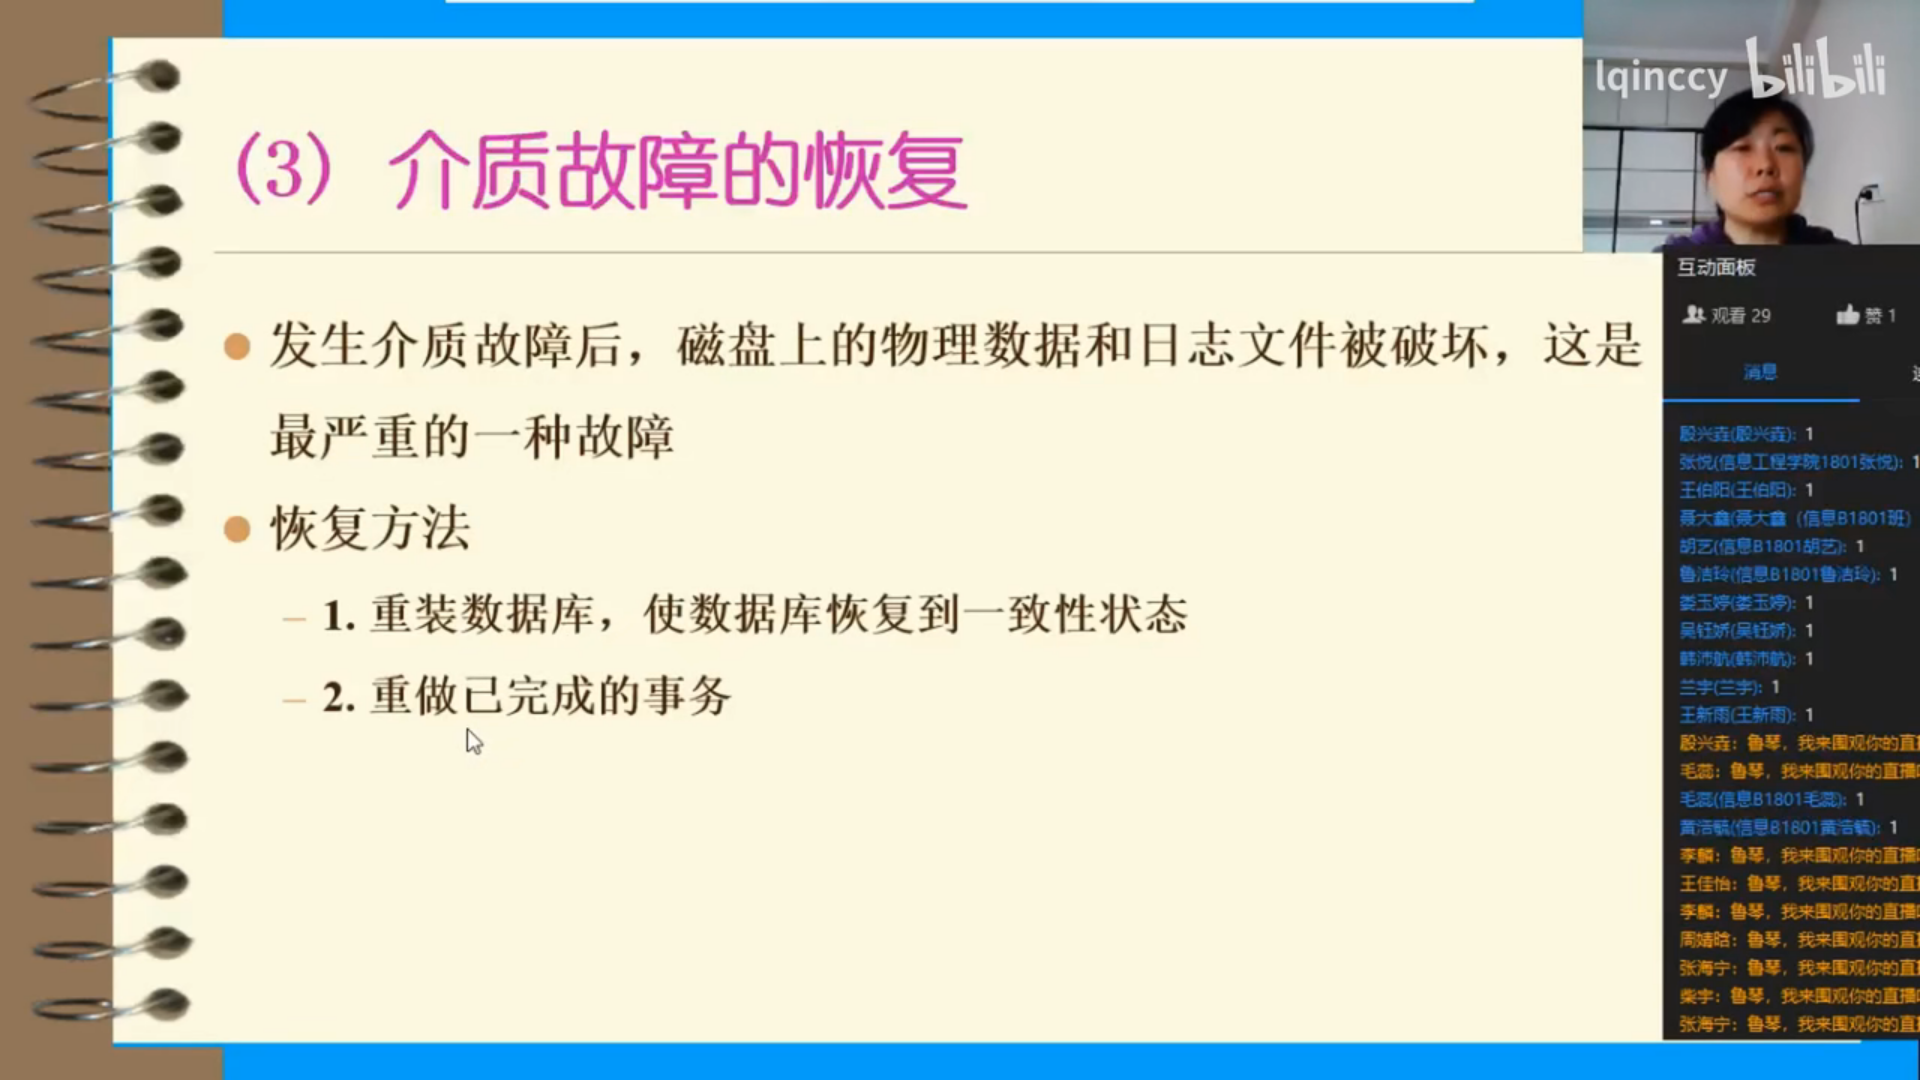 (3) 介质故障的恢复
发生介质故障后，磁盘上的物理数据和日志文件被破坏，这是
最严重的一种故障
恢复方法
– 1. 重装数据库，使数据库恢复到一致性状态
– 2. 重做已完成的事务
lqinccy bilibili
互动面板
观看 29 赞 1
消息
殷兴垚(殷兴垚): 1
张悦(信息工程学院1801张悦): 1
王伯阳(王伯阳): 1
聂大鑫(聂大鑫（信息B1801班）
胡艺(信息B1801胡艺): 1
鲁洁玲(信息B1801鲁洁玲): 1
娄玉婷(娄玉婷): 1
吴钰娇(吴钰娇): 1
韩沛航(韩沛航): 1
兰宇(兰宇): 1
王新雨(王新雨): 1
殷兴垚: 鲁琴，我来围观你的直播
毛蕊: 鲁琴，我来围观你的直播
毛蕊(信息B1801毛蕊): 1
黄浩毓(信息B1801黄浩毓): 1
李麟: 鲁琴，我来围观你的直播
王佳怡: 鲁琴，我来围观你的直播
李麟: 鲁琴，我来围观你的直播
周婧晗: 鲁琴，我来围观你的直播
张海宁: 鲁琴，我来围观你的直播
柴宇: 鲁琴，我来围观你的直播
张海宁: 鲁琴，我来围观你的直播